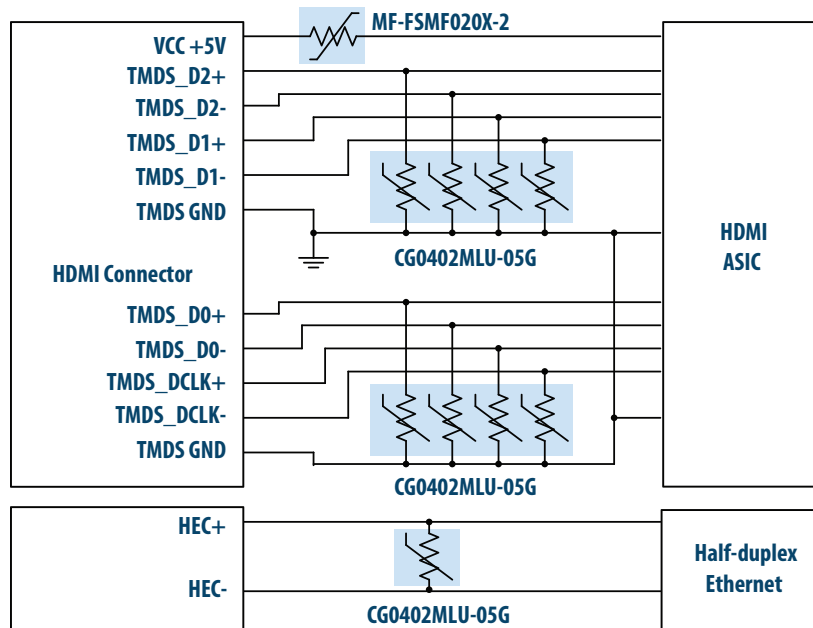 MF-FSMF020X-2
VCC +5V
TMDS_D2+
TMDS_D2-
TMDS_D1+
TMDS_D1-
TMDS GND
CG0402MLU-05G
HDMI
ASIC
HDMI Connector
TMDS_D0+
TMDS_D0-
TMDS_DCLK+
TMDS_DCLK-
TMDS GND
CG0402MLU-05G
HEC+
HEC-
Half-duplex
Ethernet
CG0402MLU-05G